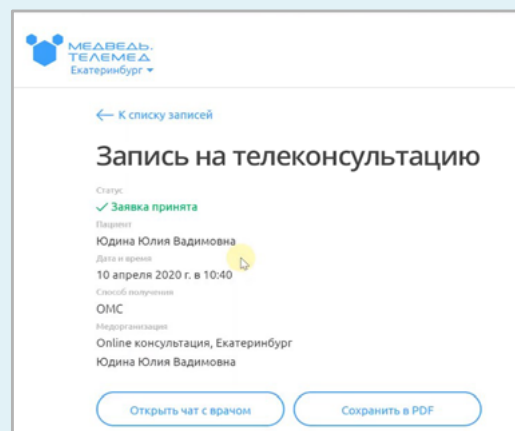 МЕДВЕДЬ.
ТЕЛЕМЕД
Екатеринбург
К списку записей
Запись на телеконсультацию
Статус
Заявка принята
Пациент
Юдина Юлия Вадимовна
Дата и время
10 апреля 2020 г. в 10:40
Способ получения
ОМС
Медорганизация
Online консультация, Екатеринбург
Юдина Юлия Вадимовна
Открыть чат с врачом
Сохранить в PDF